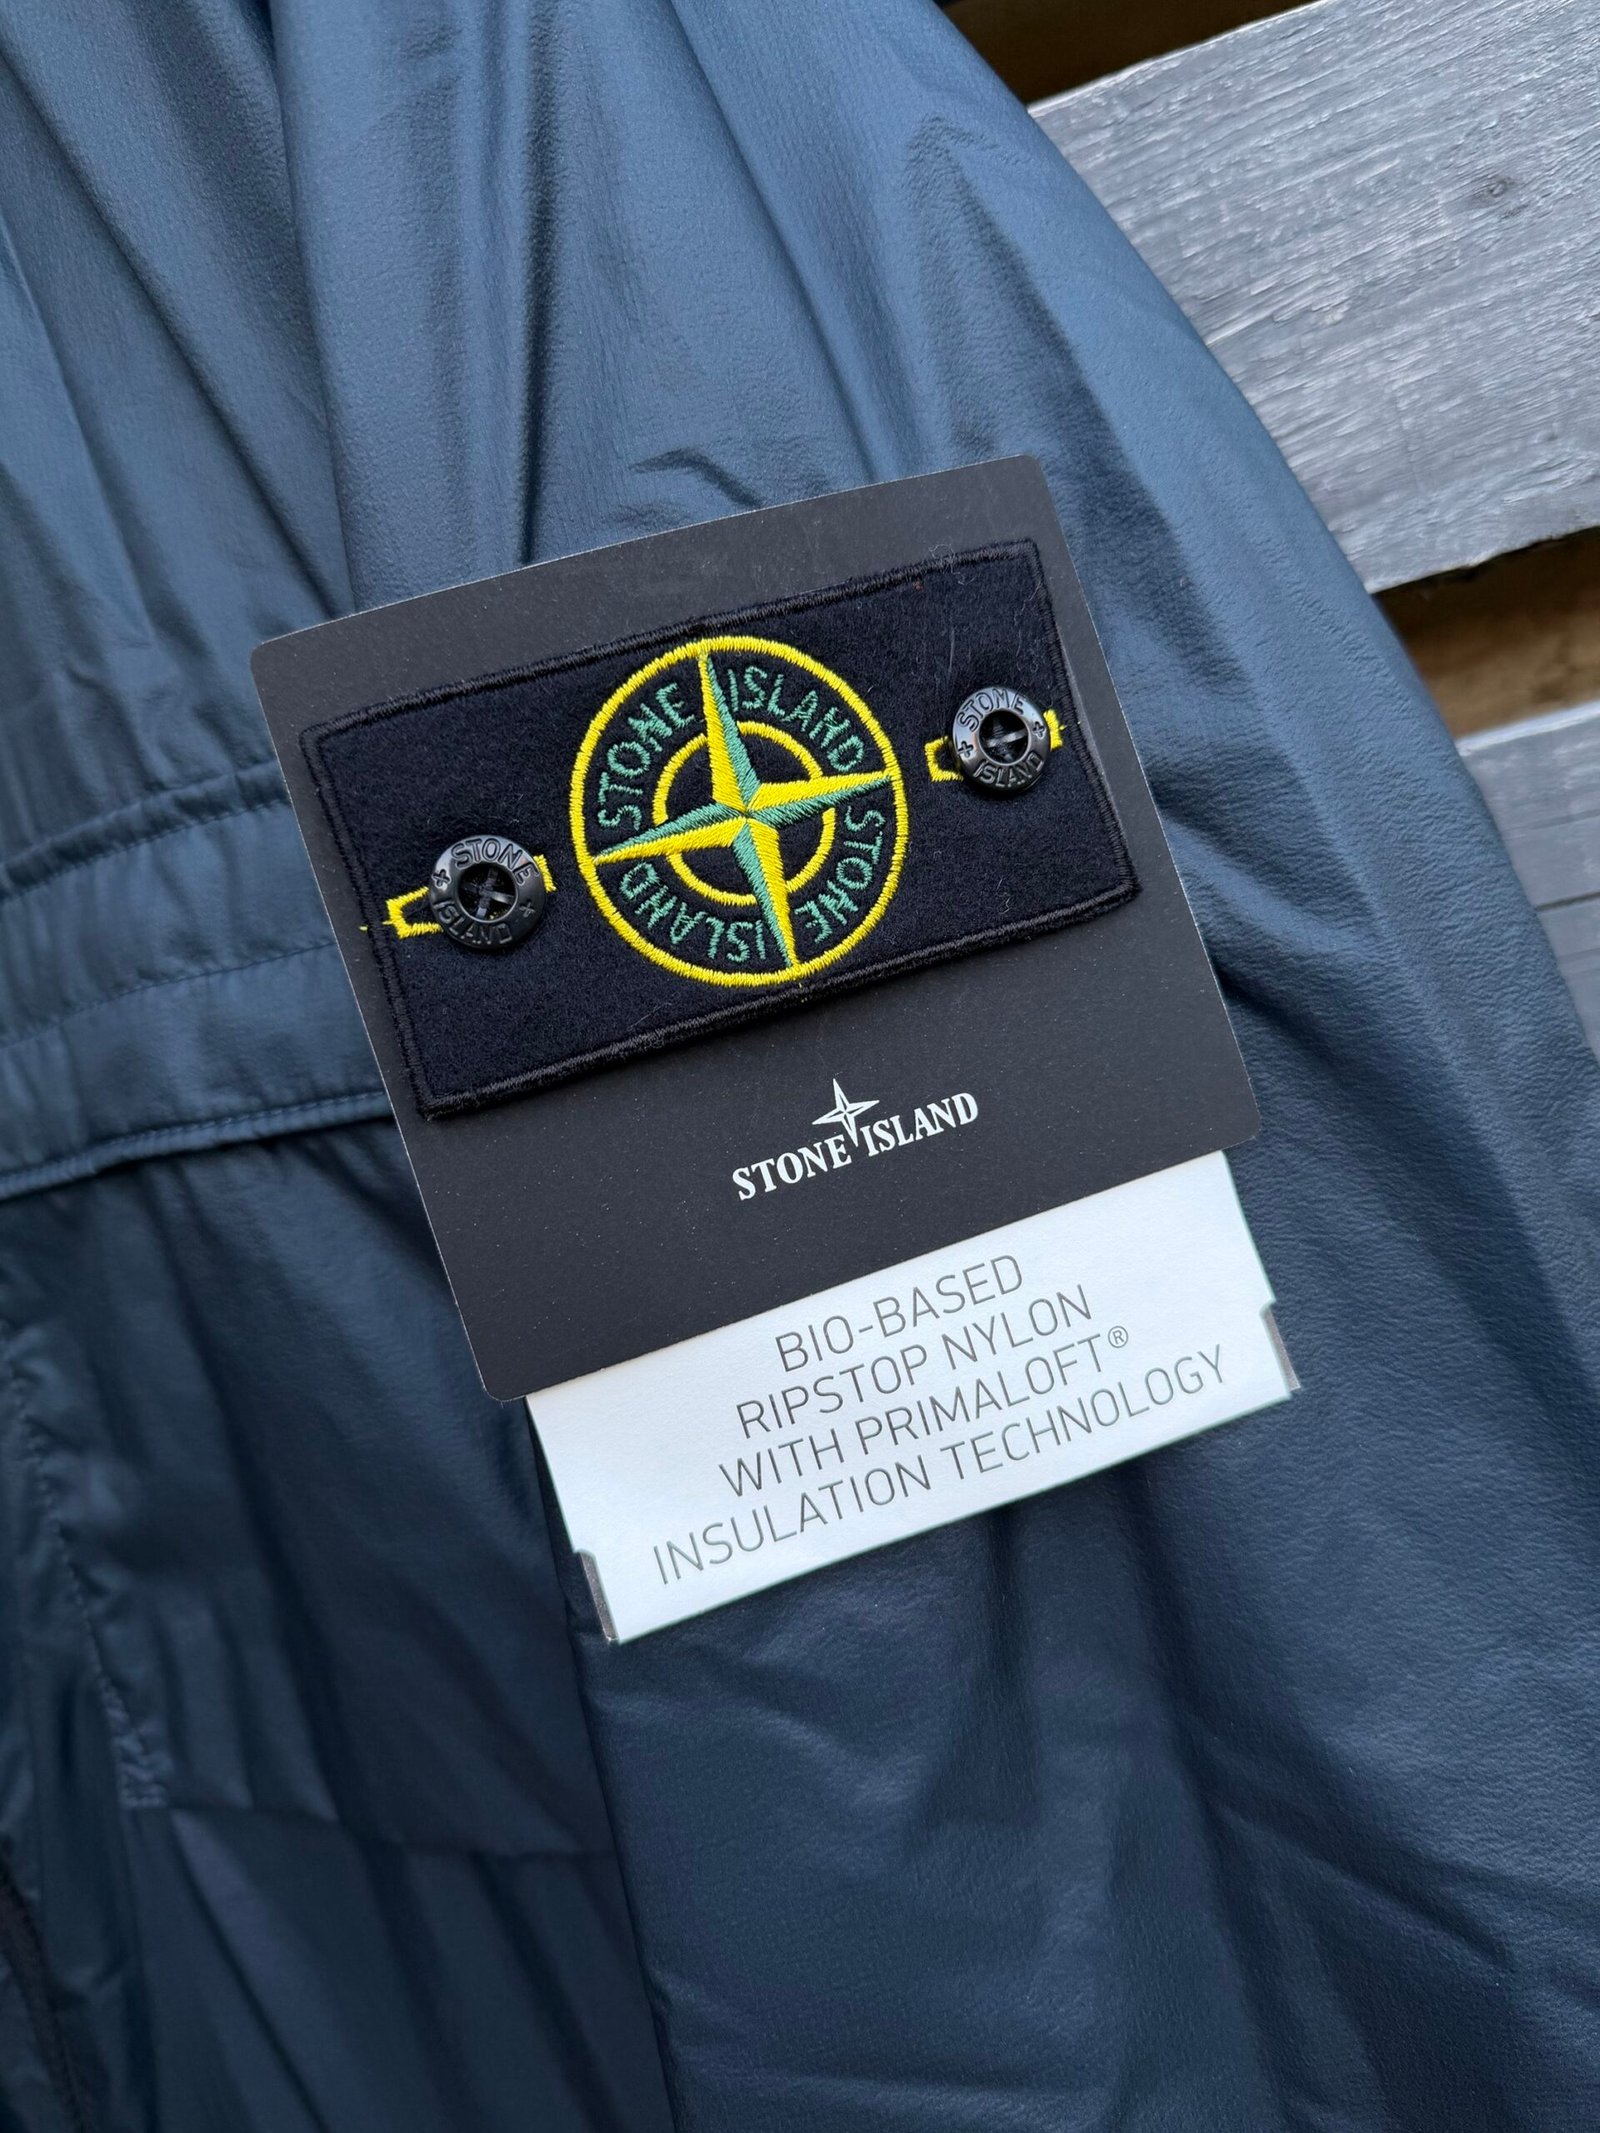 STONE ISLAND
STONE ISLAND
STONE
ISLAND
STONE
ISLAND
STONE ISLAND
BIO-BASED
RIPSTOP NYLON
WITH PRIMALOFT®
INSULATION TECHNOLOGY